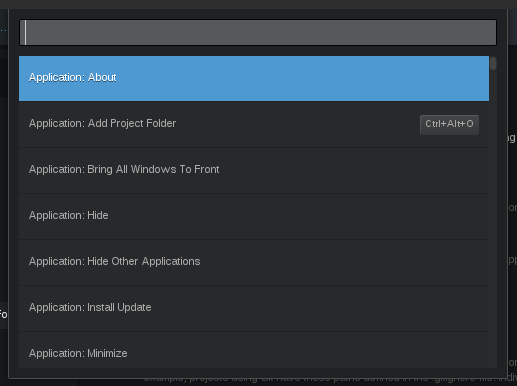 Application: About
Application: Add Project Folder
Ctrl+Alt+O
Application: Bring All Windows To Front
Application: Hide
Application: Hide Other Applications
Application: Install Update
Application: Minimize